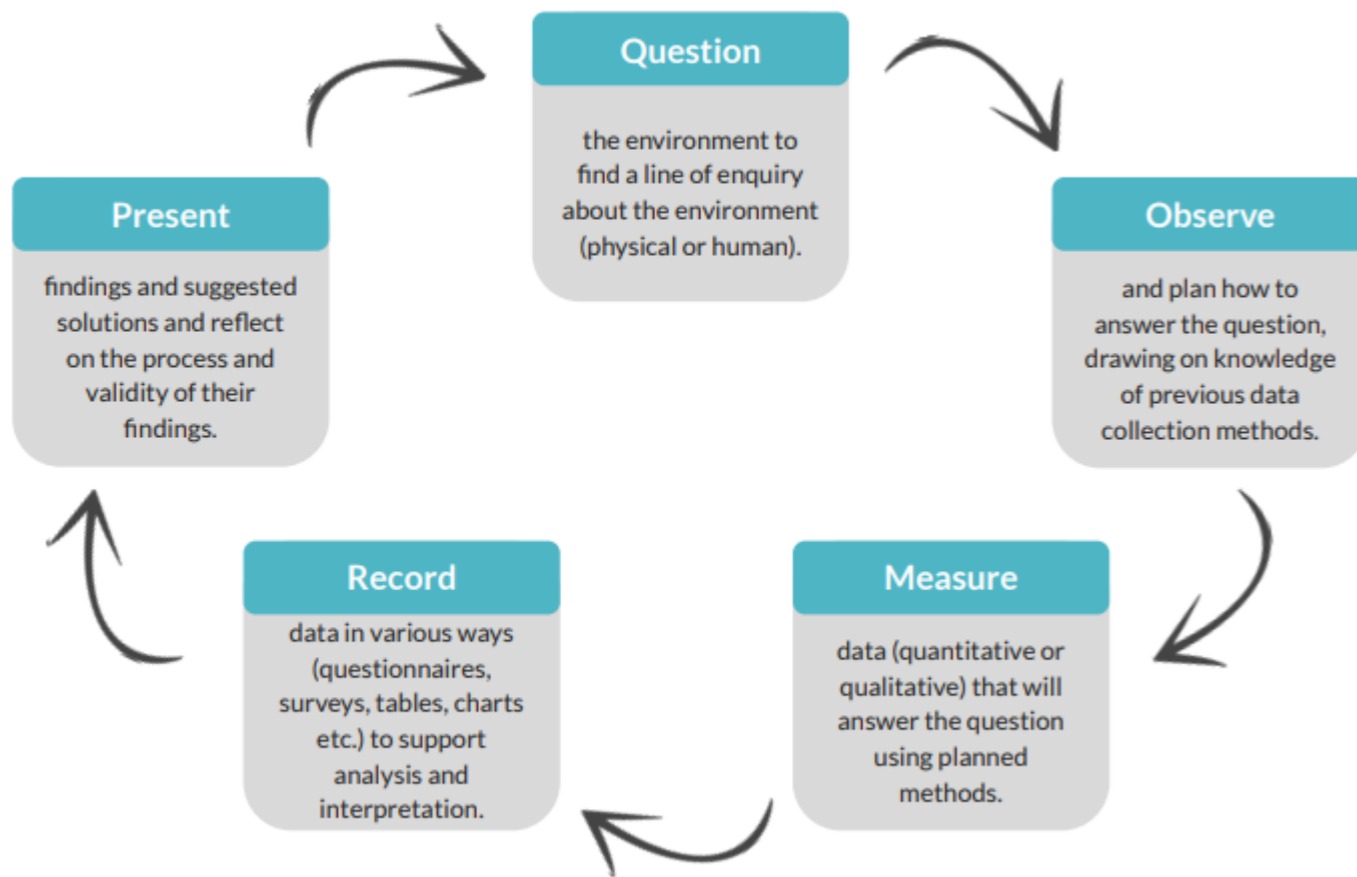 Question
the environment to
find a line of enquiry
about the environment
(physical or human).
Observe
and plan how to
answer the question,
drawing on knowledge
of previous data
collection methods.
Measure
data (quantitative or
qualitative) that will
answer the question
using planned
methods.
Record
data in various ways
(questionnaires,
surveys, tables, charts
etc.) to support
analysis and
interpretation.
Present
findings and suggested
solutions and reflect
on the process and
validity of their
findings.